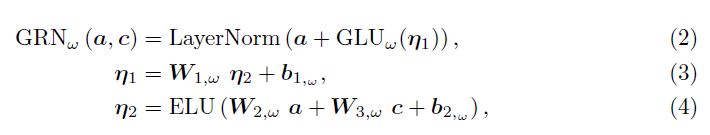 GRN_ω (a, c) = LayerNorm (a + GLU_ω(η_1)) , (2)
η_1 = W_{1,ω} η_2 + b_{1,ω} , (3)
η_2 = ELU (W_{2,ω} a + W_{3,ω} c + b_{2,ω}) , (4)